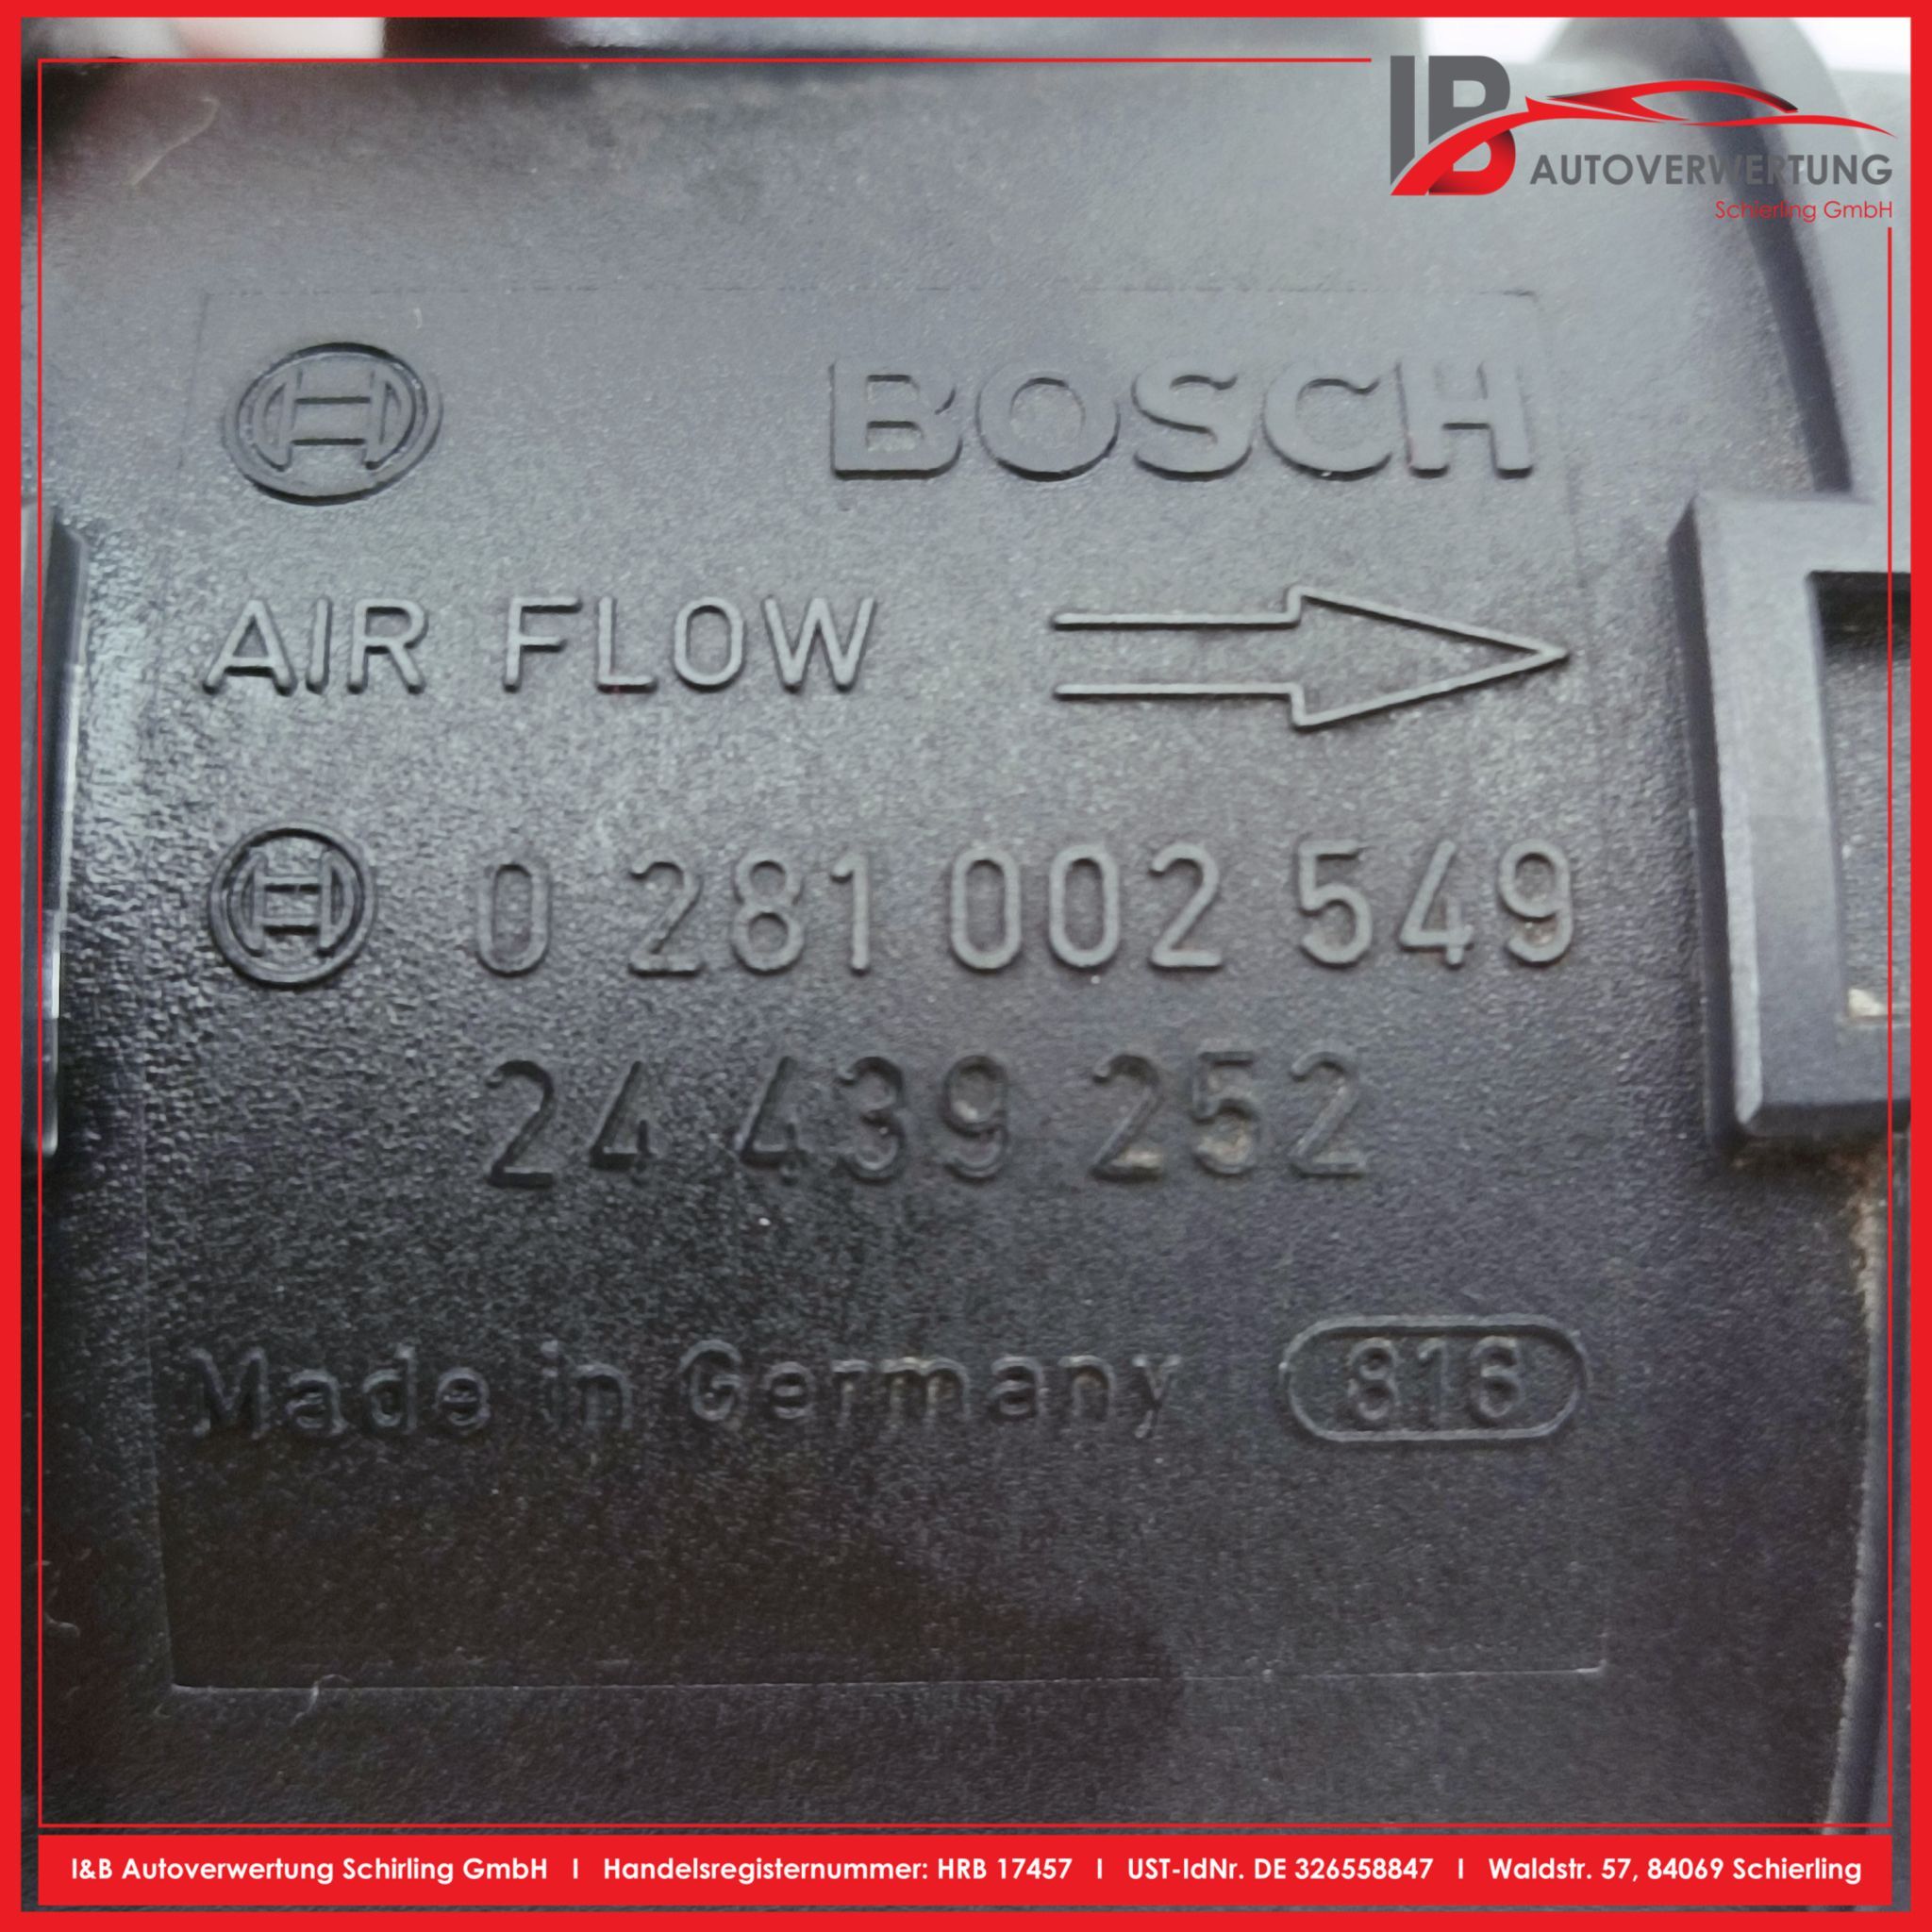 IB AUTOVERWERTUNG
Schierling GmbH
BOSCH
AIR FLOW
0 281 002 549
24 439 252
Made in Germany 816
I&B Autoverwertung Schirling GmbH I Handelsregisternummer: HRB 17457 I UST-IdNr. DE 326558847 I Waldstr. 57, 84069 Schierling